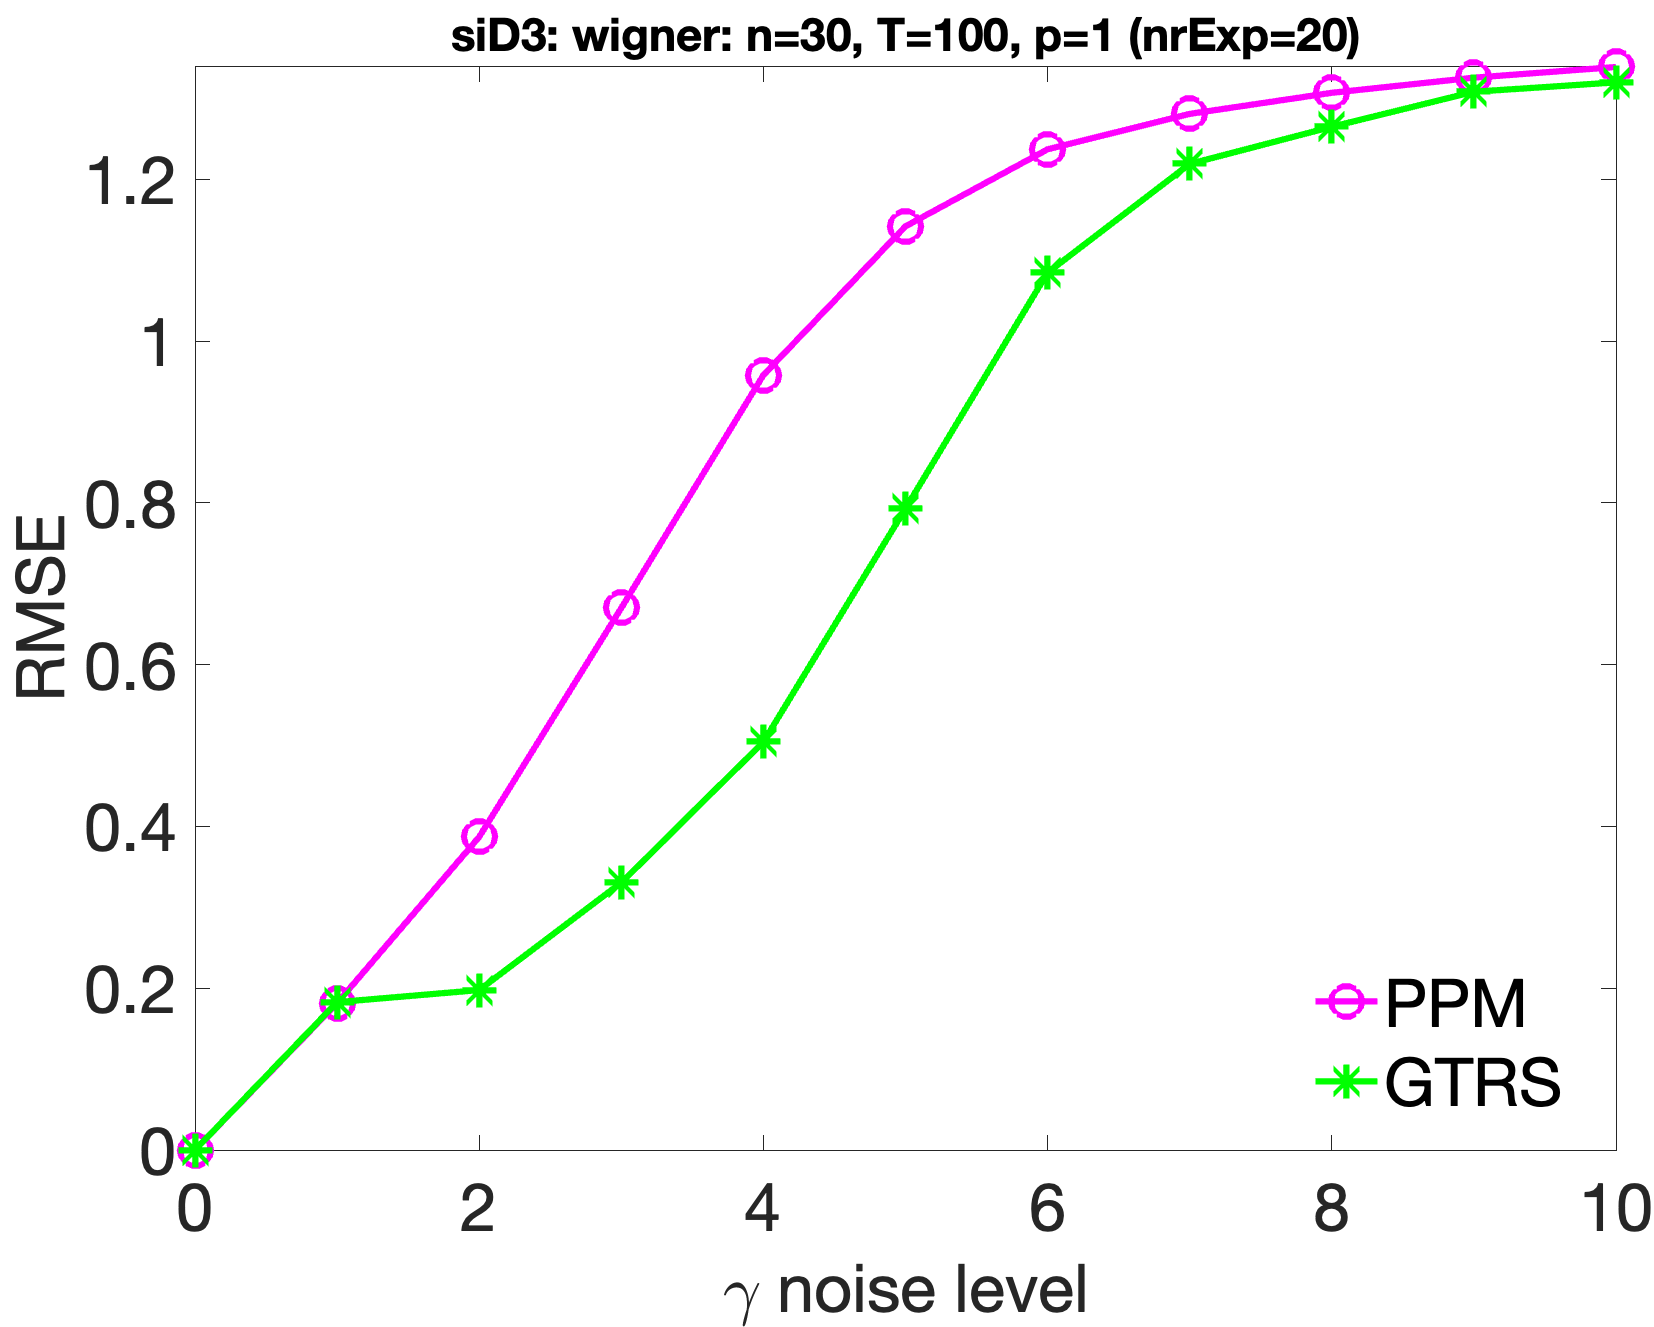 siD3: wigner: n=30, T=100, p=1 (nrExp=20)
1.2
1
0.8
0.6
0.4
0.2
0
RMSE
PPM
GTRS
0 2 4 6 8 10
γ noise level